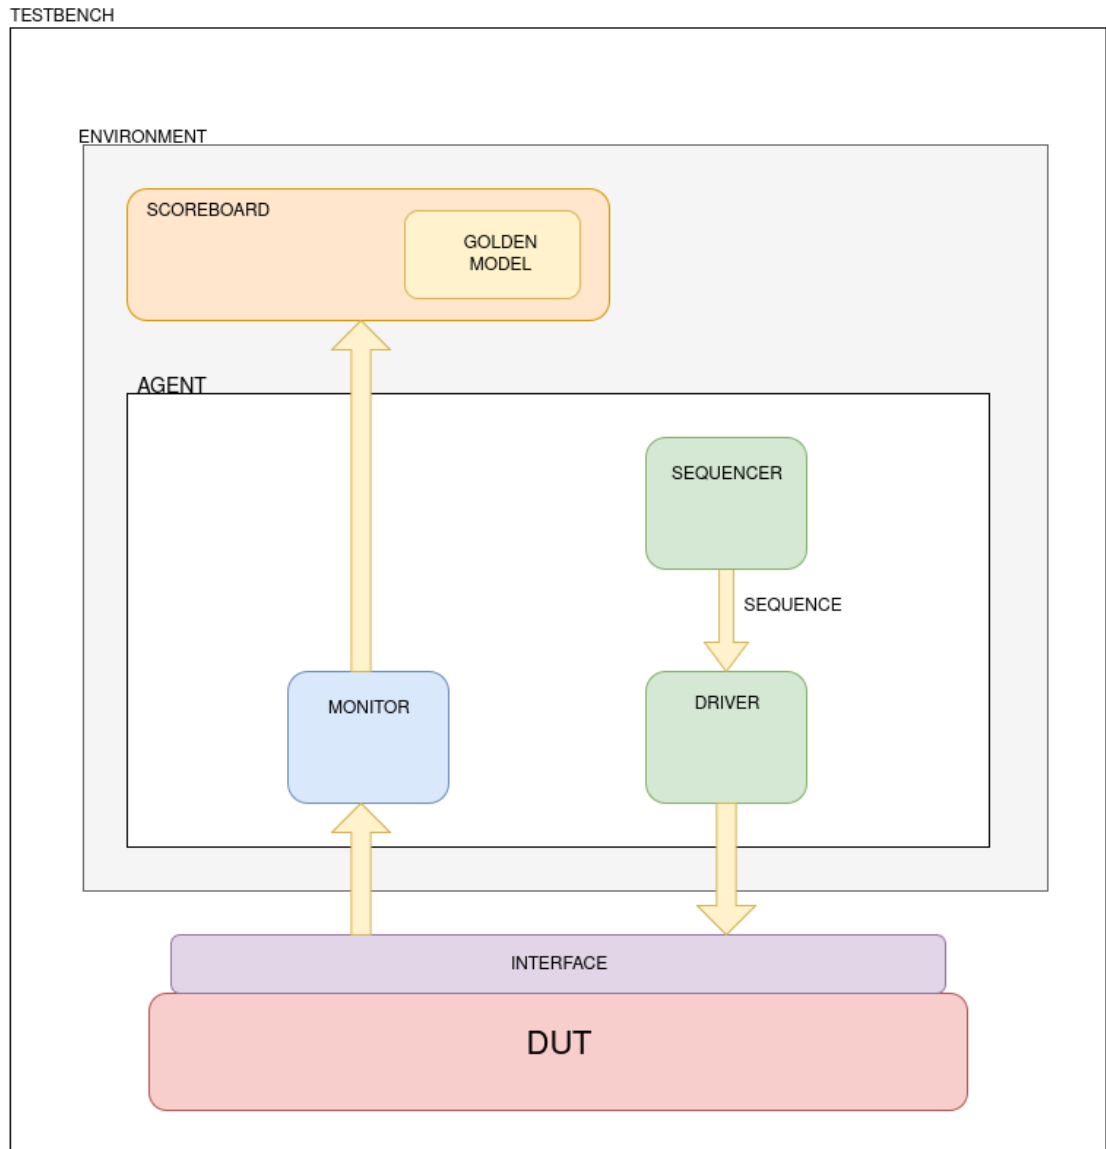 TESTBENCH
ENVIRONMENT
SCOREBOARD
GOLDEN
MODEL
AGENT
SEQUENCER
SEQUENCE
MONITOR
DRIVER
INTERFACE
DUT